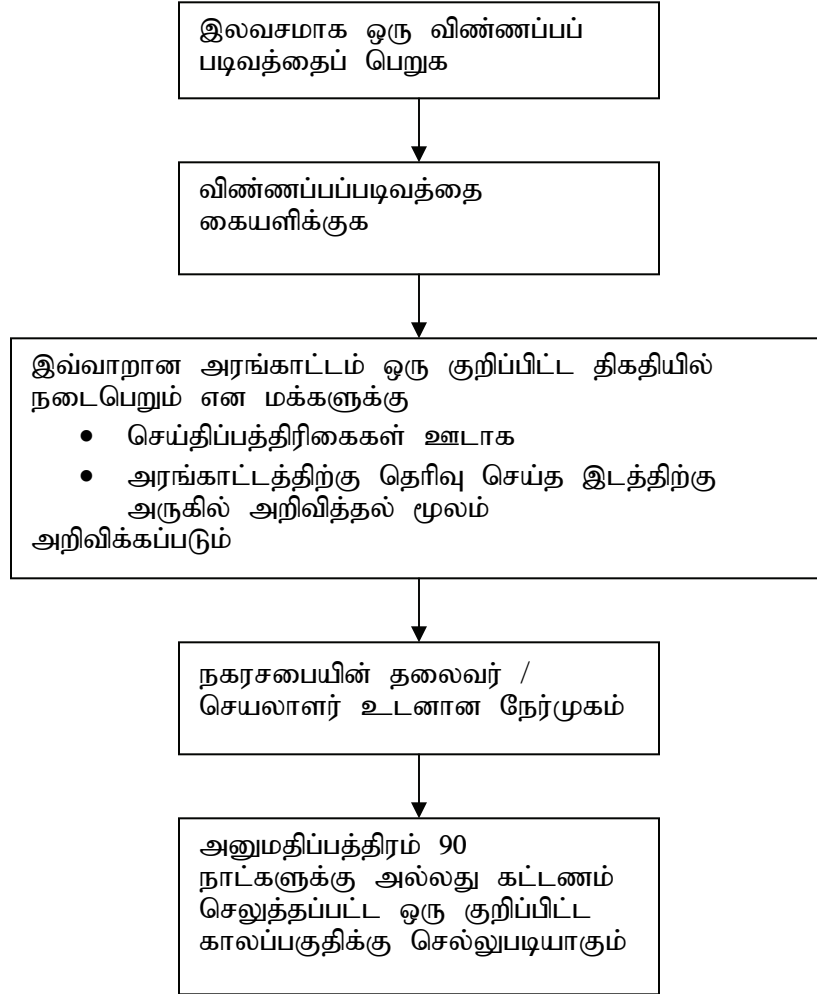 இலவசமாக ஒரு விண்ணப்பப்
படிவத்தைப் பெறுக
விண்ணப்பப்படிவத்தை
கையளிக்குக
இவ்வாறான அரங்காட்டம் ஒரு குறிப்பிட்ட திகதியில்
நடைபெறும் என மக்களுக்கு
• செய்திப்பத்திரிகைகள் ஊடாக
• அரங்காட்டத்திற்கு தெரிவு செய்த இடத்திற்கு
அருகில் அறிவித்தல் மூலம்
அறிவிக்கப்படும்
நகரசபையின் தலைவர் /
செயலாளர் உடனான நேர்முகம்
அனுமதிப்பத்திரம் 90
நாட்களுக்கு அல்லது கட்டணம்
செலுத்தப்பட்ட ஒரு குறிப்பிட்ட
காலப்பகுதிக்கு செல்லுபடியாகும்